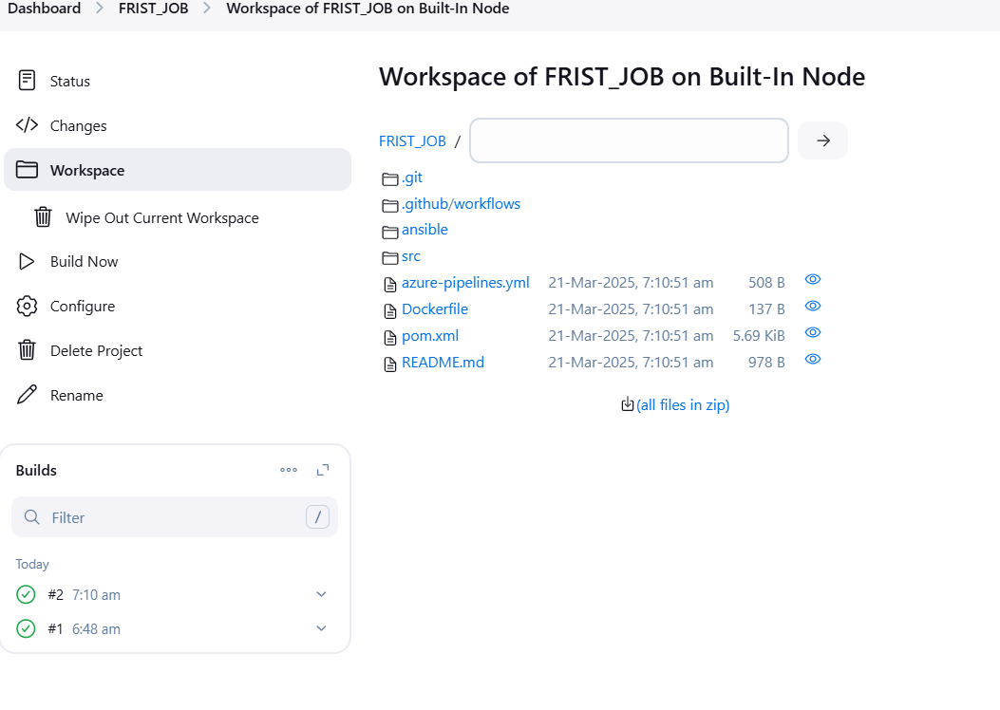 Dashboard > FRIST_JOB > Workspace of FRIST_JOB on Built-In Node
Status
Changes
Workspace
Wipe Out Current Workspace
Build Now
Configure
Delete Project
Rename
Builds
Filter /
Today
#2 7:10 am
#1 6:48 am
Workspace of FRIST_JOB on Built-In Node
FRIST_JOB /
.git
.github/workflows
ansible
src
azure-pipelines.yml 21-Mar-2025, 7:10:51 am 508 B
Dockerfile 21-Mar-2025, 7:10:51 am 137 B
pom.xml 21-Mar-2025, 7:10:51 am 5.69 KiB
README.md 21-Mar-2025, 7:10:51 am 978 B
(all files in zip)